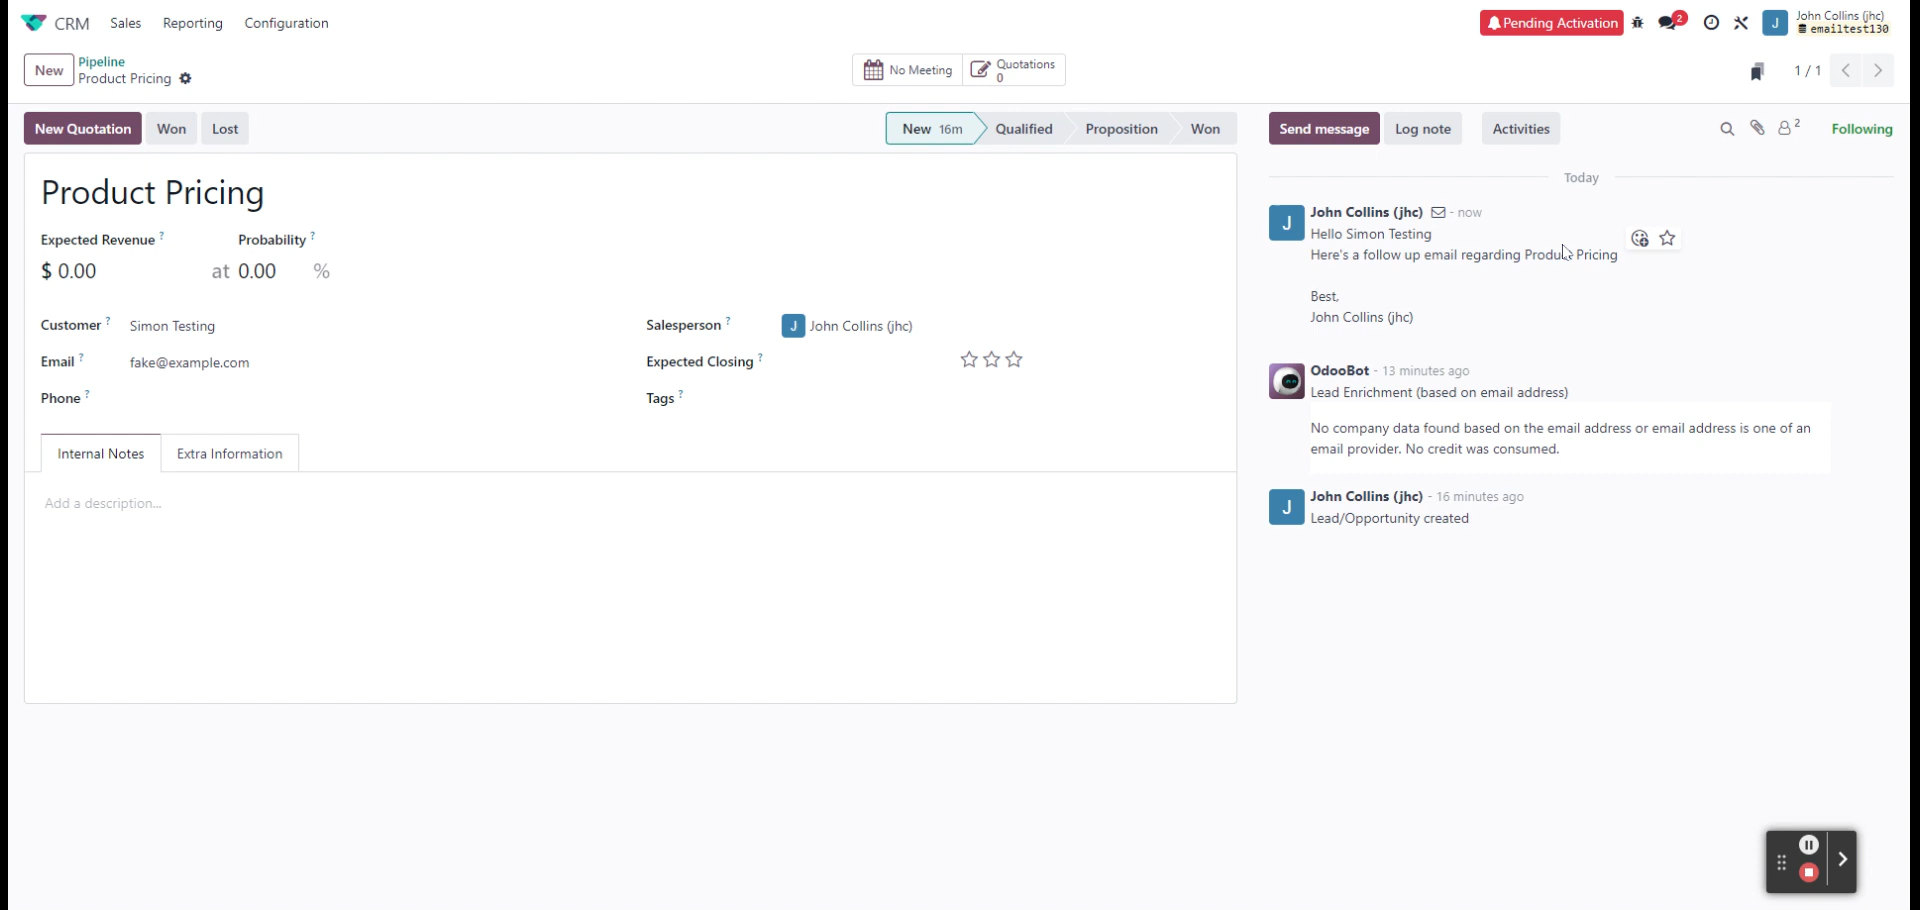 CRM Sales Reporting Configuration
Pending Activation 2 J John Collins (jhc)
emailtest130
New Pipeline
Product Pricing
No Meeting Quotations
0
1 / 1
New Quotation Won Lost
New 16m Qualified Proposition Won
Send message Log note Activities 2 Following
Product Pricing
Expected Revenue ? Probability ?
$ 0.00 at 0.00 %
Customer ? Simon Testing
Salesperson ? J John Collins (jhc)
Email ? fake@example.com
Expected Closing ?
Phone ?
Tags ?
Internal Notes Extra Information
Add a description...
Today
J John Collins (jhc) - now
Hello Simon Testing
Here's a follow up email regarding Product Pricing
Best,
John Collins (jhc)
OdooBot - 13 minutes ago
Lead Enrichment (based on email address)
No company data found based on the email address or email address is one of an
email provider. No credit was consumed.
J John Collins (jhc) - 16 minutes ago
Lead/Opportunity created